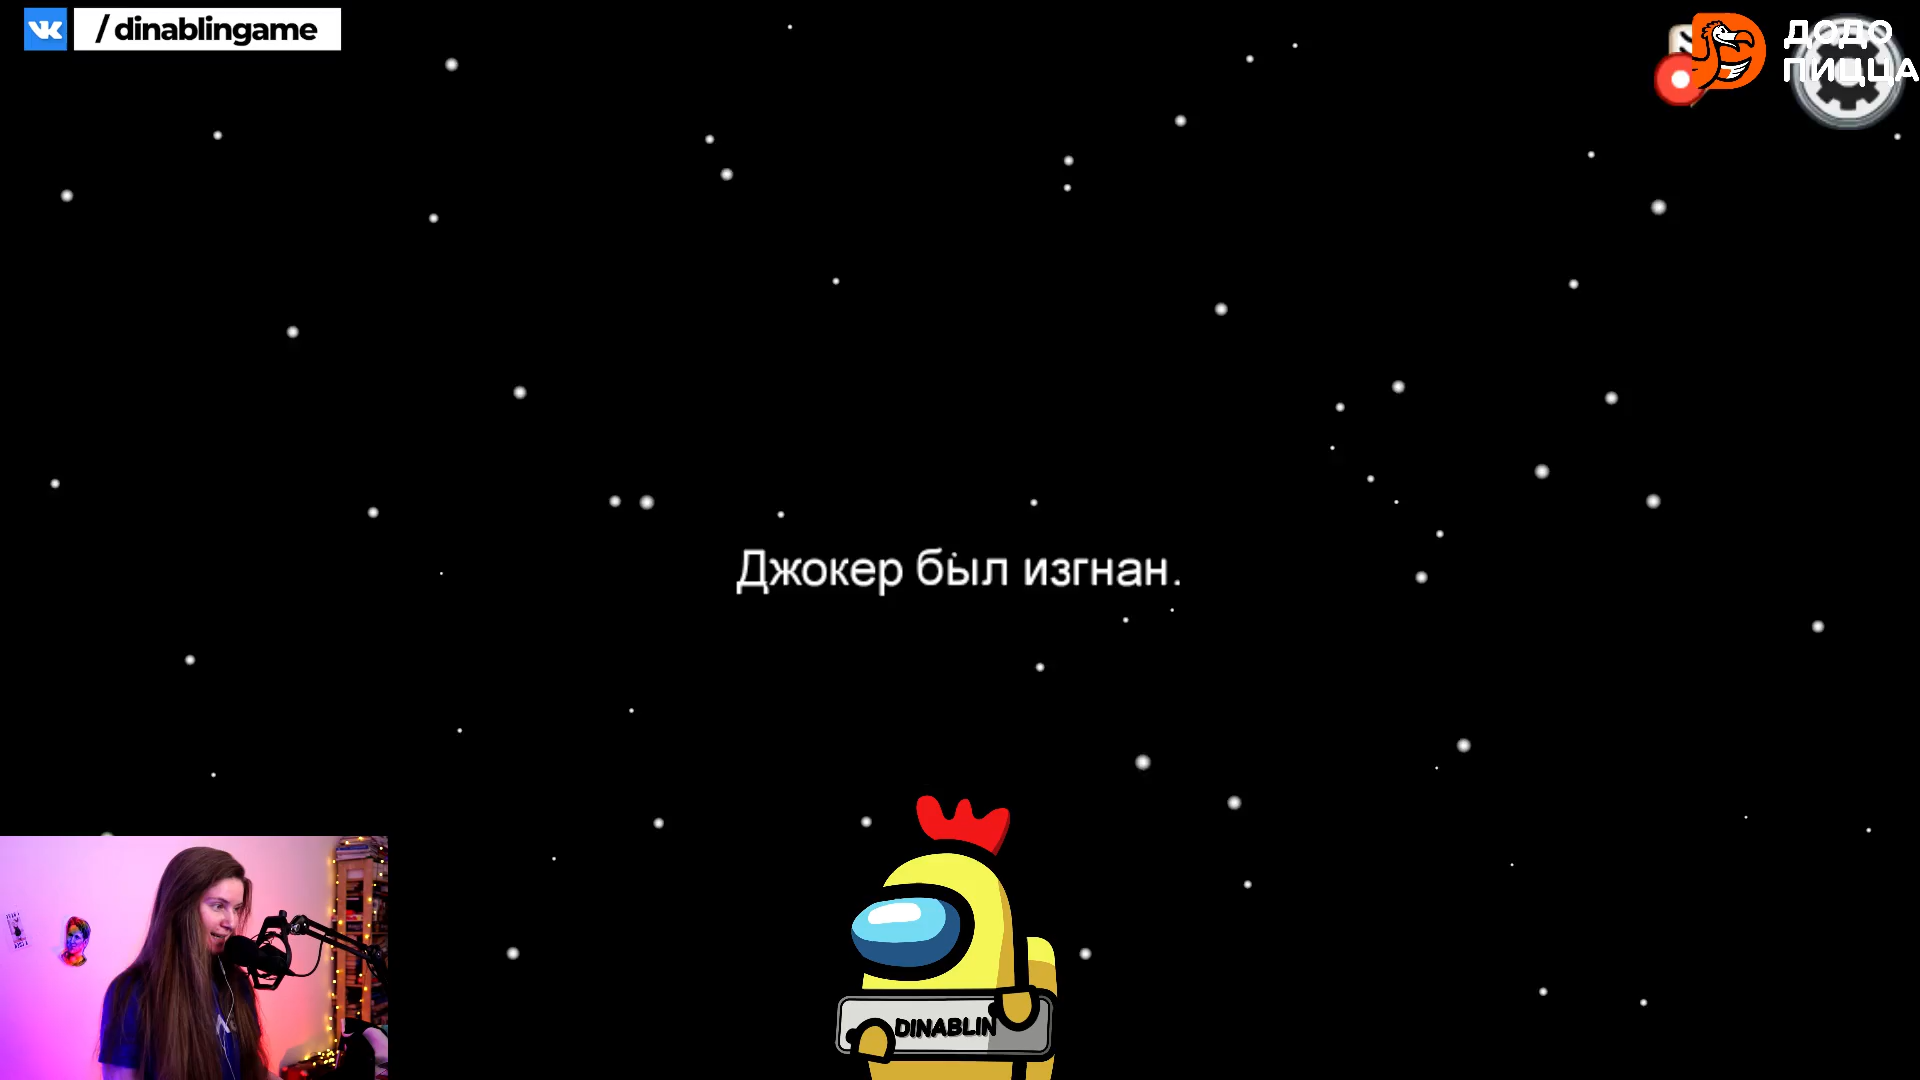 /dinablingame
ДОДО
ПИЦЦА
Джокер был изгнан.
DINABLIN